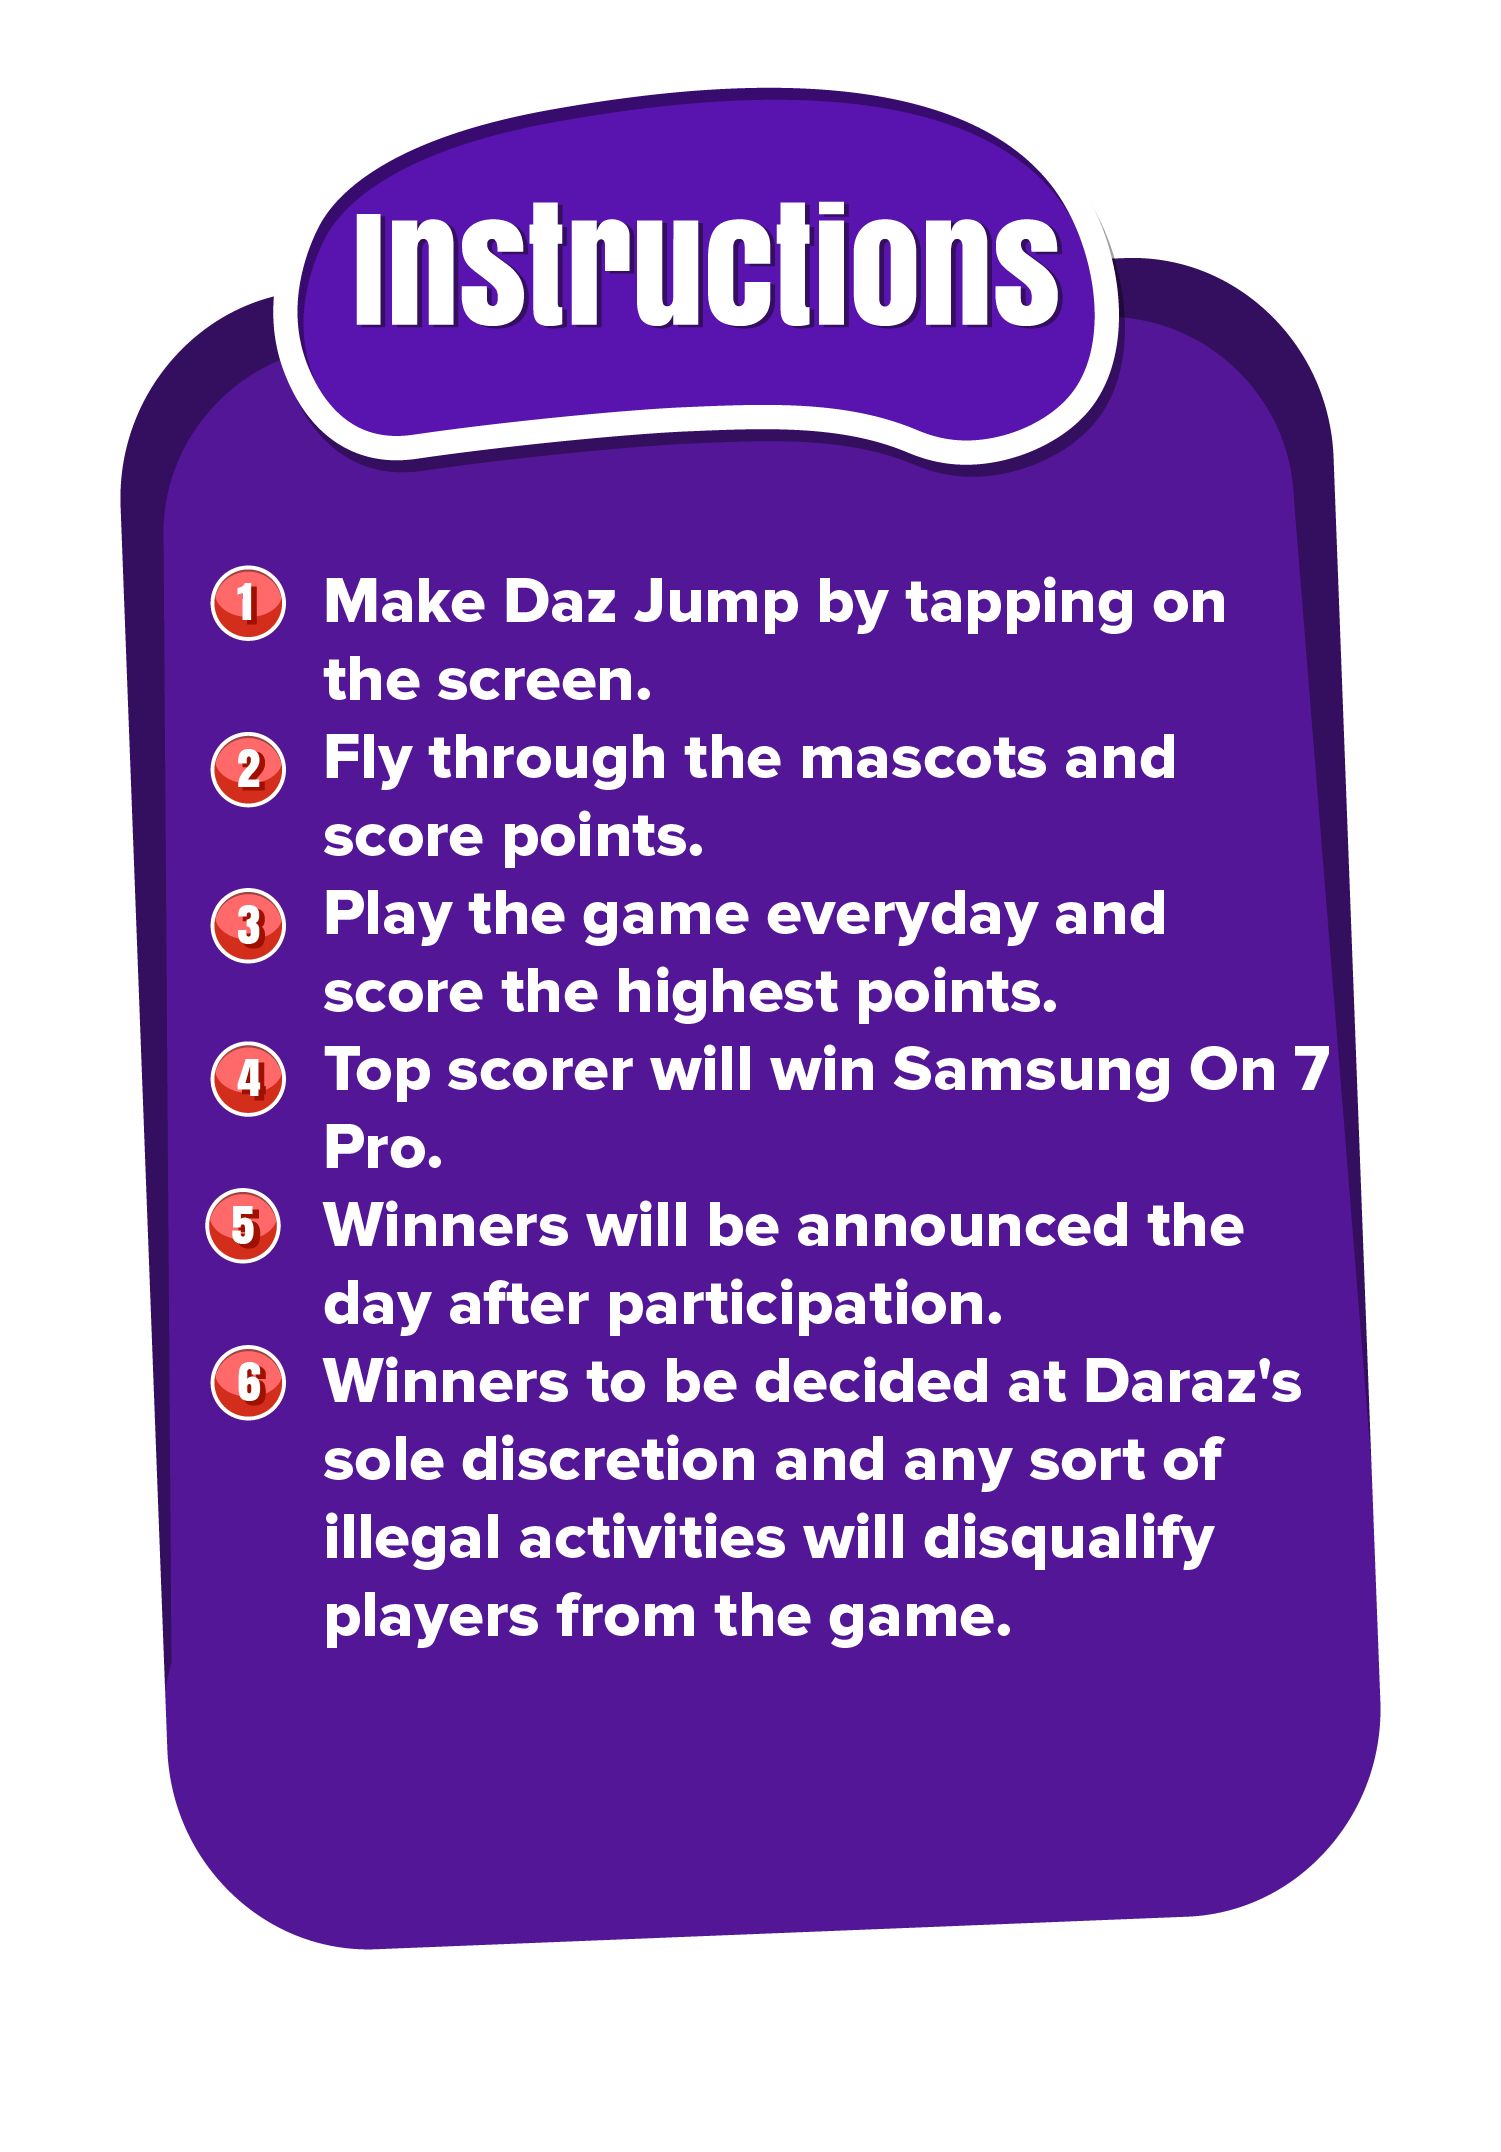 Instructions
1 Make Daz Jump by tapping on
the screen.
2 Fly through the mascots and
score points.
3 Play the game everyday and
score the highest points.
4 Top scorer will win Samsung On 7
Pro.
5 Winners will be announced the
day after participation.
6 Winners to be decided at Daraz's
sole discretion and any sort of
illegal activities will disqualify
players from the game.